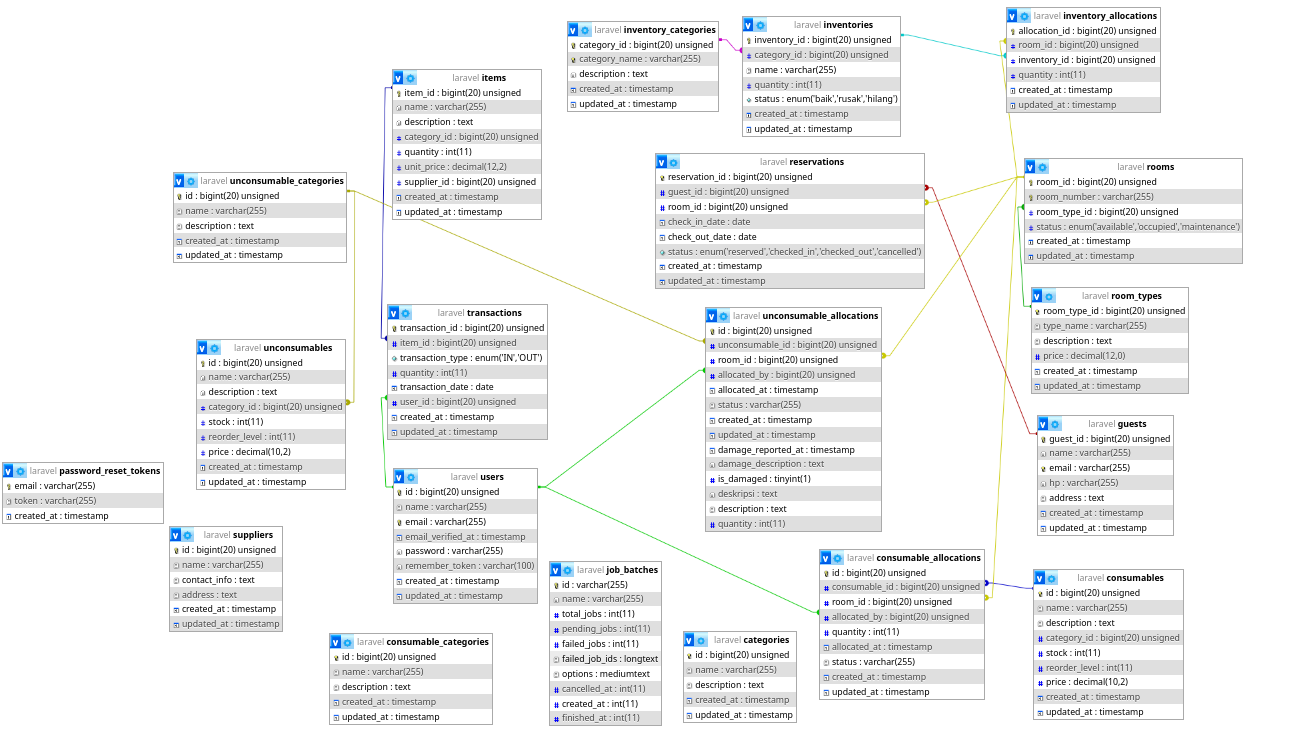 laravel inventory_categories
category_id : bigint(20) unsigned
category_name : varchar(255)
description : text
created_at : timestamp
updated_at : timestamp
laravel inventories
inventory_id : bigint(20) unsigned
category_id : bigint(20) unsigned
name : varchar(255)
quantity : int(11)
status : enum('baik','rusak','hilang')
created_at : timestamp
updated_at : timestamp
laravel inventory_allocations
allocation_id : bigint(20) unsigned
room_id : bigint(20) unsigned
inventory_id : bigint(20) unsigned
quantity : int(11)
created_at : timestamp
updated_at : timestamp
laravel items
item_id : bigint(20) unsigned
name : varchar(255)
description : text
category_id : bigint(20) unsigned
quantity : int(11)
unit_price : decimal(12,2)
supplier_id : bigint(20) unsigned
created_at : timestamp
updated_at : timestamp
laravel reservations
reservation_id : bigint(20) unsigned
guest_id : bigint(20) unsigned
room_id : bigint(20) unsigned
check_in_date : date
check_out_date : date
status : enum('reserved','checked_in','checked_out','cancelled')
created_at : timestamp
updated_at : timestamp
laravel rooms
room_id : bigint(20) unsigned
room_number : varchar(255)
room_type_id : bigint(20) unsigned
status : enum('available','occupied','maintenance')
created_at : timestamp
updated_at : timestamp
laravel unconsumable_categories
id : bigint(20) unsigned
name : varchar(255)
description : text
created_at : timestamp
updated_at : timestamp
laravel room_types
room_type_id : bigint(20) unsigned
type_name : varchar(255)
description : text
price : decimal(12,0)
created_at : timestamp
updated_at : timestamp
laravel transactions
transaction_id : bigint(20) unsigned
item_id : bigint(20) unsigned
transaction_type : enum('IN','OUT')
quantity : int(11)
transaction_date : date
user_id : bigint(20) unsigned
created_at : timestamp
updated_at : timestamp
laravel unconsumable_allocations
id : bigint(20) unsigned
unconsumable_id : bigint(20) unsigned
room_id : bigint(20) unsigned
allocated_by : bigint(20) unsigned
allocated_at : timestamp
status : varchar(255)
created_at : timestamp
updated_at : timestamp
damage_reported_at : timestamp
damage_description : text
is_damaged : tinyint(1)
deskripsi : text
description : text
quantity : int(11)
laravel unconsumables
id : bigint(20) unsigned
name : varchar(255)
description : text
category_id : bigint(20) unsigned
stock : int(11)
reorder_level : int(11)
price : decimal(10,2)
created_at : timestamp
updated_at : timestamp
laravel guests
guest_id : bigint(20) unsigned
name : varchar(255)
email : varchar(255)
hp : varchar(255)
address : text
created_at : timestamp
updated_at : timestamp
laravel password_reset_tokens
email : varchar(255)
token : varchar(255)
created_at : timestamp
laravel users
id : bigint(20) unsigned
name : varchar(255)
email : varchar(255)
email_verified_at : timestamp
password : varchar(255)
remember_token : varchar(100)
created_at : timestamp
updated_at : timestamp
laravel suppliers
id : bigint(20) unsigned
name : varchar(255)
contact_info : text
address : text
created_at : timestamp
updated_at : timestamp
laravel consumable_allocations
id : bigint(20) unsigned
consumable_id : bigint(20) unsigned
room_id : bigint(20) unsigned
allocated_by : bigint(20) unsigned
quantity : int(11)
allocated_at : timestamp
status : varchar(255)
created_at : timestamp
updated_at : timestamp
laravel job_batches
id : varchar(255)
name : varchar(255)
total_jobs : int(11)
pending_jobs : int(11)
failed_jobs : int(11)
failed_job_ids : longtext
options : mediumtext
cancelled_at : int(11)
created_at : int(11)
finished_at : int(11)
laravel consumables
id : bigint(20) unsigned
name : varchar(255)
description : text
category_id : bigint(20) unsigned
stock : int(11)
reorder_level : int(11)
price : decimal(10,2)
created_at : timestamp
updated_at : timestamp
laravel consumable_categories
id : bigint(20) unsigned
name : varchar(255)
description : text
created_at : timestamp
updated_at : timestamp
laravel categories
id : bigint(20) unsigned
name : varchar(255)
description : text
created_at : timestamp
updated_at : timestamp